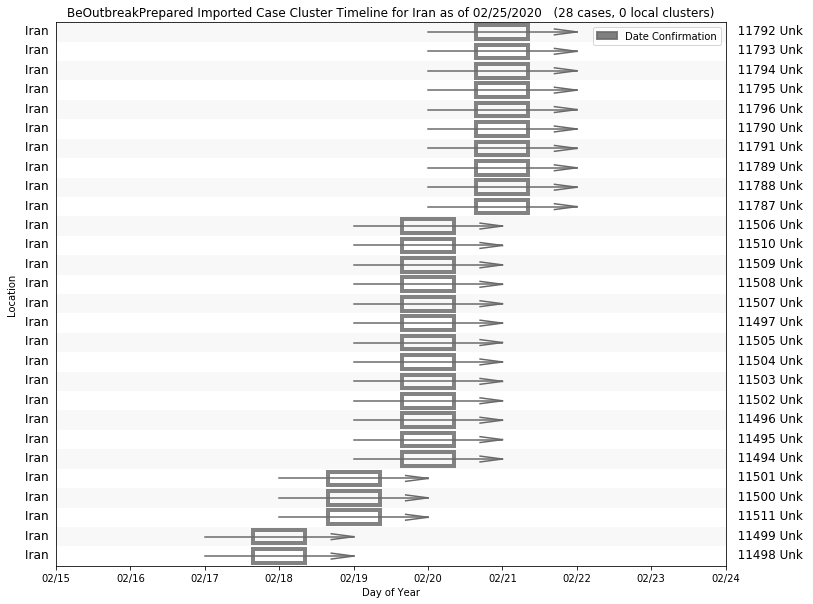 BeOutbreakPrepared Imported Case Cluster Timeline for Iran as of 02/25/2020 (28 cases, 0 local clusters)
Date Confirmation
Iran 11792 Unk
Iran 11793 Unk
Iran 11794 Unk
Iran 11795 Unk
Iran 11796 Unk
Iran 11790 Unk
Iran 11791 Unk
Iran 11789 Unk
Iran 11788 Unk
Iran 11787 Unk
Iran 11506 Unk
Iran 11510 Unk
Iran 11509 Unk
Iran 11508 Unk
Iran 11507 Unk
Iran 11497 Unk
Iran 11505 Unk
Iran 11504 Unk
Iran 11503 Unk
Iran 11502 Unk
Iran 11496 Unk
Iran 11495 Unk
Iran 11494 Unk
Iran 11501 Unk
Iran 11500 Unk
Iran 11511 Unk
Iran 11499 Unk
Iran 11498 Unk
Location
02/15 02/16 02/17 02/18 02/19 02/20 02/21 02/22 02/23 02/24
Day of Year